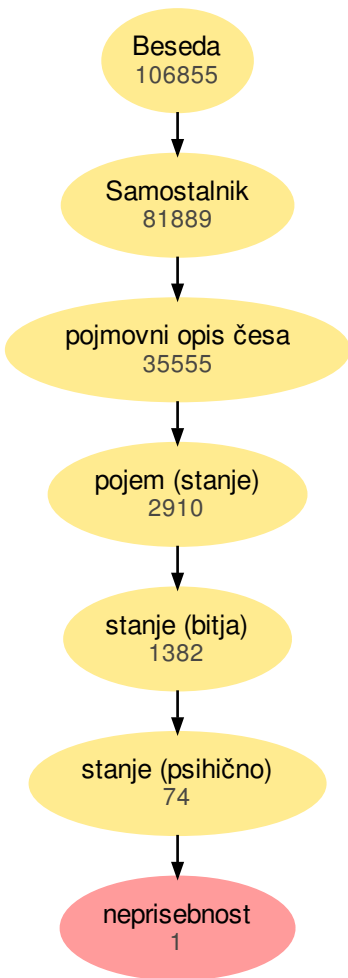 Beseda
106855
Samostalnik
81889
pojmovni opis česa
35555
pojem (stanje)
2910
stanje (bitja)
1382
stanje (psihično)
74
neprisebnost
1